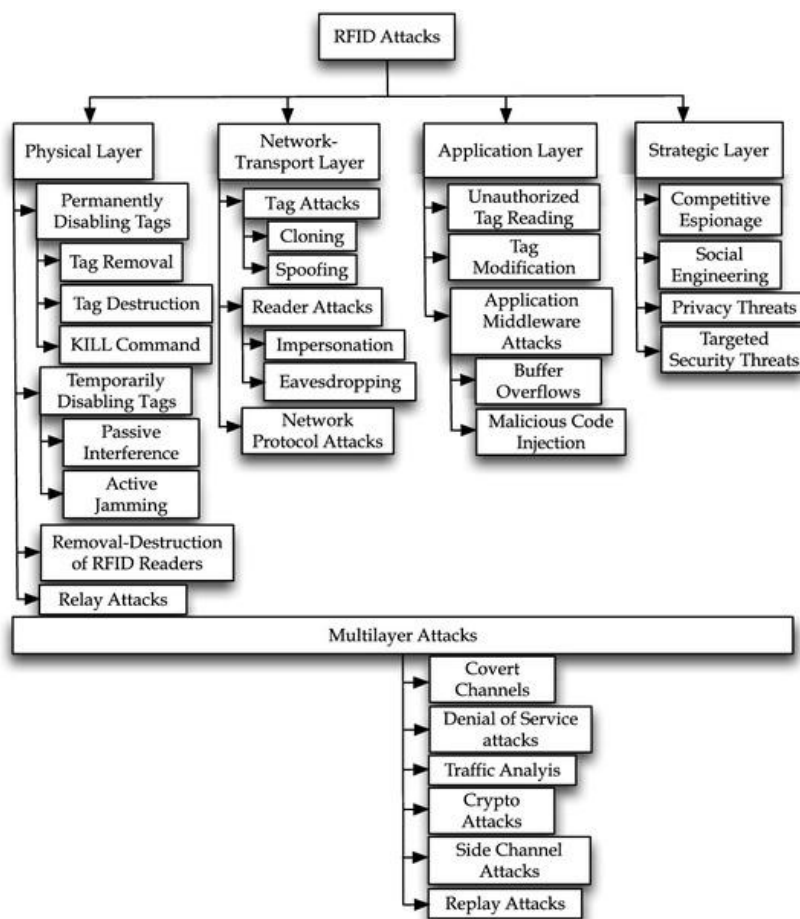 RFID Attacks
Physical Layer
Permanently
Disabling Tags
Tag Removal
Tag Destruction
KILL Command
Temporarily
Disabling Tags
Passive
Interference
Active
Jamming
Removal-Destruction
of RFID Readers
Relay Attacks
Network-
Transport Layer
Tag Attacks
Cloning
Spoofing
Reader Attacks
Impersonation
Eavesdropping
Network
Protocol Attacks
Application Layer
Unauthorized
Tag Reading
Tag
Modification
Application
Middleware
Attacks
Buffer
Overflows
Malicious Code
Injection
Strategic Layer
Competitive
Espionage
Social
Engineering
Privacy Threats
Targeted
Security Threats
Multilayer Attacks
Covert
Channels
Denial of Service
attacks
Traffic Analyis
Crypto
Attacks
Side Channel
Attacks
Replay Attacks